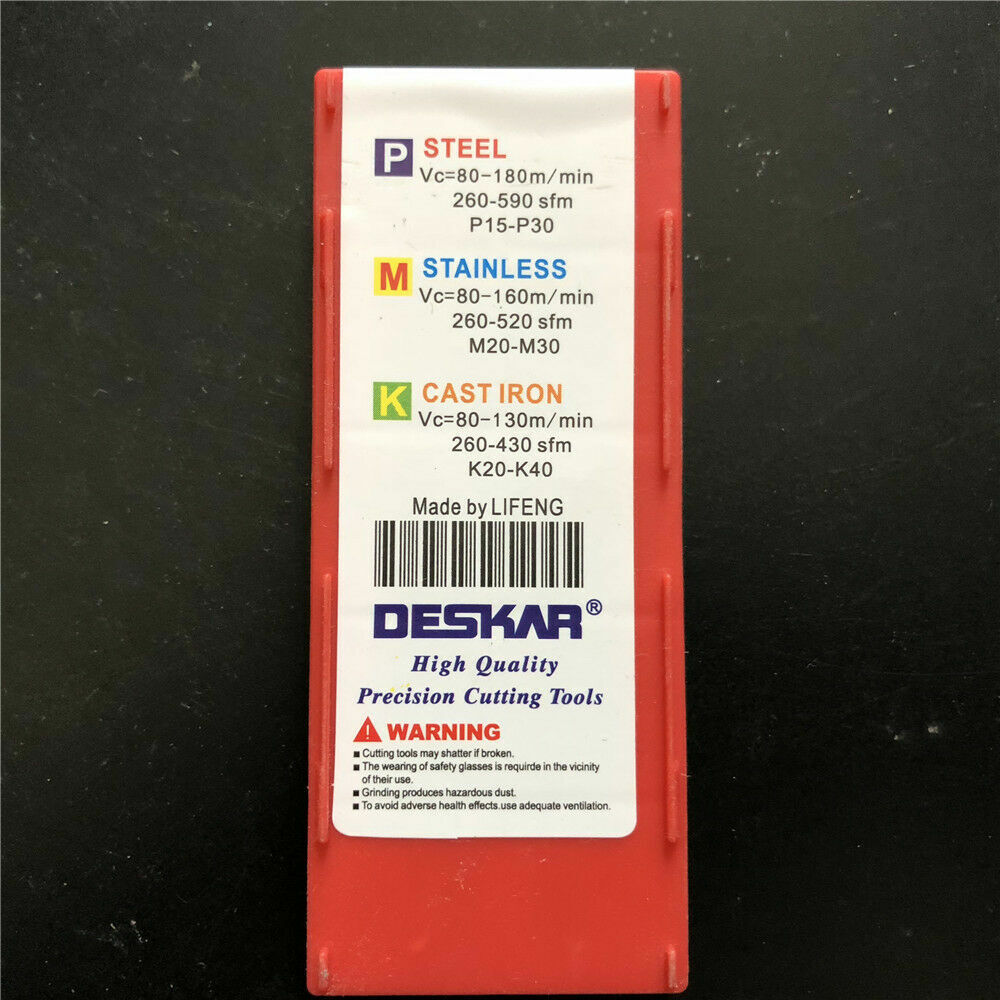 P STEEL
Vc=80-180m/min
260-590 sfm
P15-P30
M STAINLESS
Vc=80-160m/min
260-520 sfm
M20-M30
K CAST IRON
Vc=80-130m/min
260-430 sfm
K20-K40
Made by LIFENG
DESKAR®
High Quality
Precision Cutting Tools
WARNING
■ Cutting tools may shatter if broken.
■ The wearing of safety glasses is requirde in the vicinity
of their use.
■ Grinding produces hazardous dust.
■ To avoid adverse health effects.use adequate ventilation.